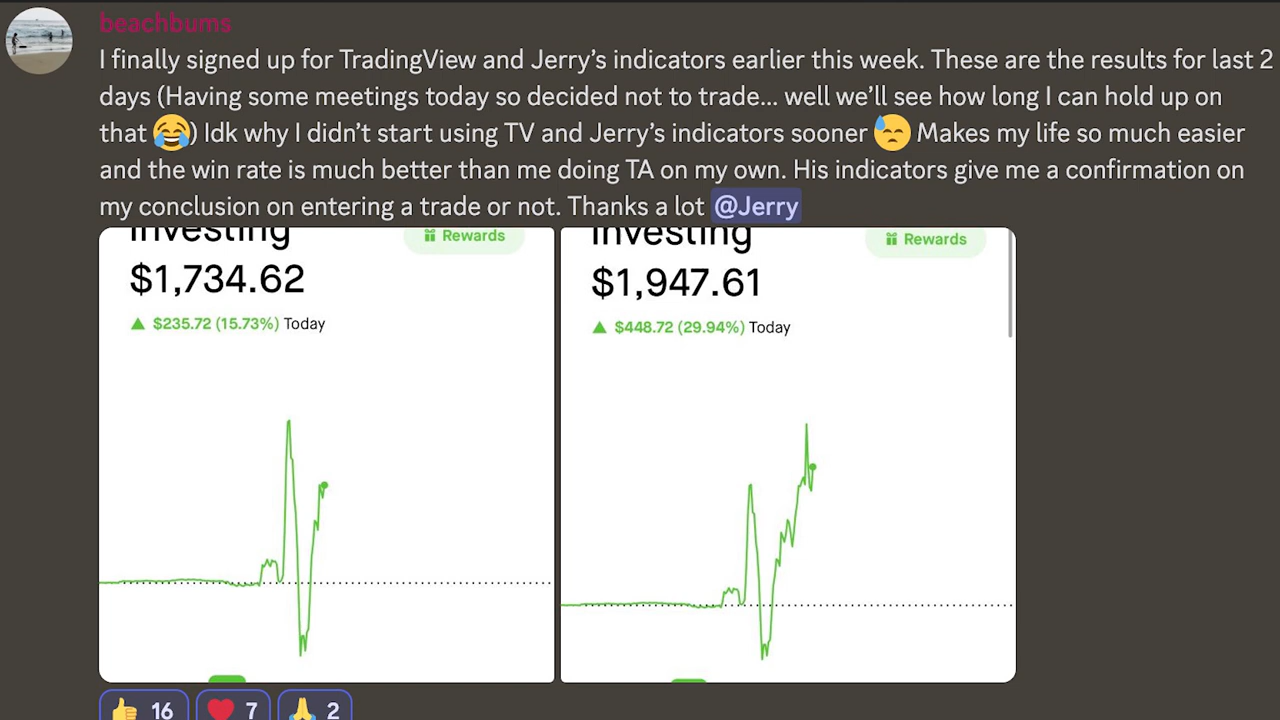 beachbums
I finally signed up for TradingView and Jerry’s indicators earlier this week. These are the results for last 2
days (Having some meetings today so decided not to trade... well we’ll see how long I can hold up on
that 😂) Idk why I didn’t start using TV and Jerry’s indicators sooner 😓 Makes my life so much easier
and the win rate is much better than me doing TA on my own. His indicators give me a confirmation on
my conclusion on entering a trade or not. Thanks a lot @Jerry
Investing
Rewards
$1,734.62
▲ $235.72 (15.73%) Today
Investing
Rewards
$1,947.61
▲ $448.72 (29.94%) Today
👍 16 ❤️ 7 🙏 2